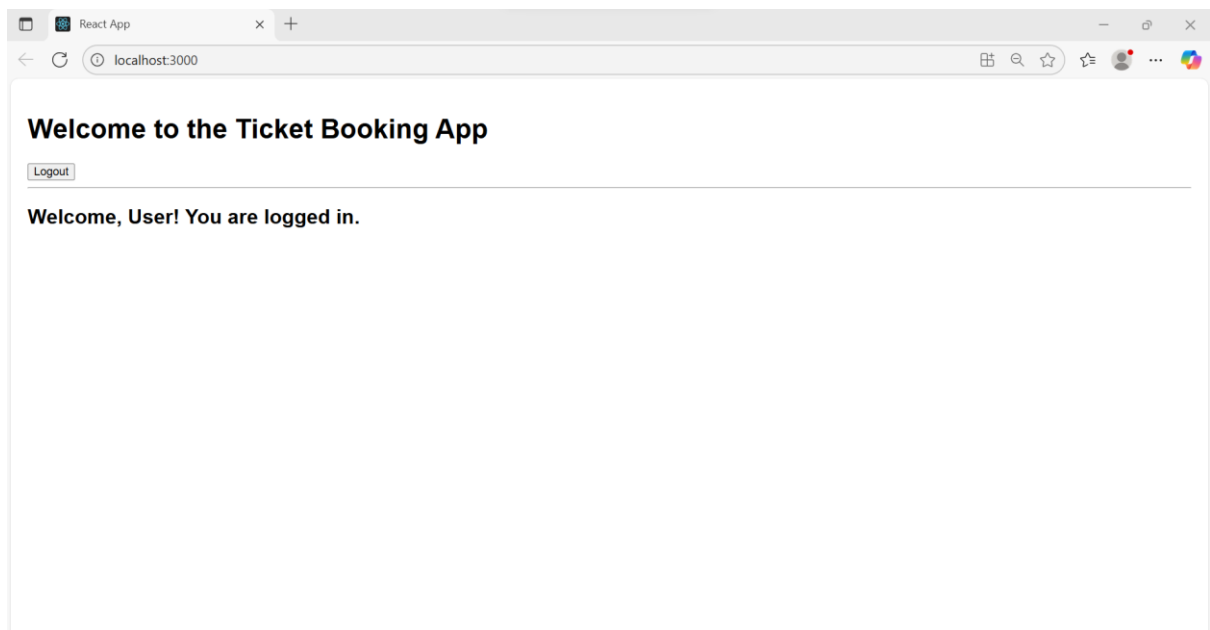 React App
localhost:3000
Welcome to the Ticket Booking App
Logout
Welcome, User! You are logged in.